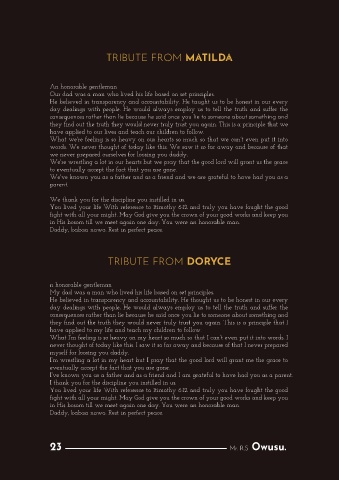 TRIBUTE FROM MATILDA
An honorable gentleman.
Our dad was a man who lived his life based on set principles.
He believed in transparency and accountability. He taught us to be honest in our every
day dealings with people. He would always employ us to tell the truth and suffer the
consequences rather than lie because he said once you lie to someone about something and
they find out the truth they would never truly trust you again. This is a principle that we
have applied to our lives and teach our children to follow.
What we're feeling is so heavy on our hearts so much so that we can't even put it into
words. We never thought of today like this. We saw it so far away and because of that
we never prepared ourselves for loosing you daddy.
We're wrestling a lot in our hearts but we pray that the good lord will grant us the grace
to eventually accept the fact that you are gone.
We've known you as a father and as a friend and we are grateful to have had you as a
parent.
We thank you for the discipline you instilled in us.
You lived your life With reference to 1timothy 6:12 and truly you have fought the good
fight with all your might. May God give you the crown of your good works and keep you
in His bosom till we meet again one day. You were an honorable man.
Daddy, kabiao nawo. Rest in perfect peace.
TRIBUTE FROM DORYCE
n honorable gentleman.
My dad was a man who lived his life based on set principles.
He believed in transparency and accountability. He thought us to be honest in our every
day dealings with people. He would always employ us to tell the truth and suffer the
consequences rather than lie because he said once you lie to someone about something and
they find out the truth they would never truly trust you again. This is a principle that I
have applied to my life and teach my children to follow.
What I'm feeling is so heavy on my heart so much so that I can't even put into words. I
never thought of today like this. I saw it so far away and because of that I never prepared
myself for loosing you daddy.
I'm wrestling a lot in my heart but I pray that the good lord will grant me the grace to
eventually accept the fact that you are gone.
I've known you as a father and as a friend and I am grateful to have had you as a parent.
I thank you for the discipline you instilled in us.
You lived your life With reference to 1timothy 6:12 and truly you have fought the good
fight with all your might. May God give you the crown of your good works and keep you
in His bosom till we meet again one day. You were an honorable man.
Daddy, kabiao nawo. Rest in perfect peace.
23 Mr. R.S. Owusu.